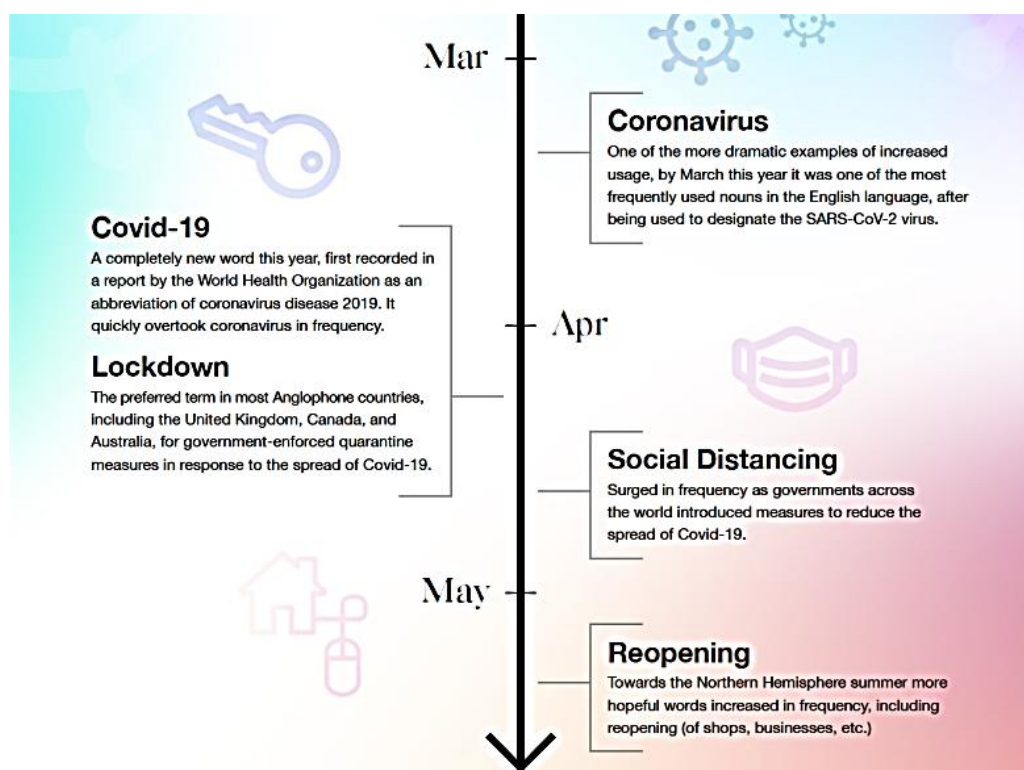 Mar
Coronavirus
One of the more dramatic examples of increased
usage, by March this year it was one of the most
frequently used nouns in the English language, after
being used to designate the SARS-CoV-2 virus.
Covid-19
A completely new word this year, first recorded in
a report by the World Health Organization as an
abbreviation of coronavirus disease 2019. It
quickly overtook coronavirus in frequency.
Lockdown
The preferred term in most Anglophone countries,
including the United Kingdom, Canada, and
Australia, for government-enforced quarantine
measures in response to the spread of Covid-19.
Apr
Social Distancing
Surged in frequency as governments across
the world introduced measures to reduce the
spread of Covid-19.
May
Reopening
Towards the Northern Hemisphere summer more
hopeful words increased in frequency, including
reopening (of shops, businesses, etc.)